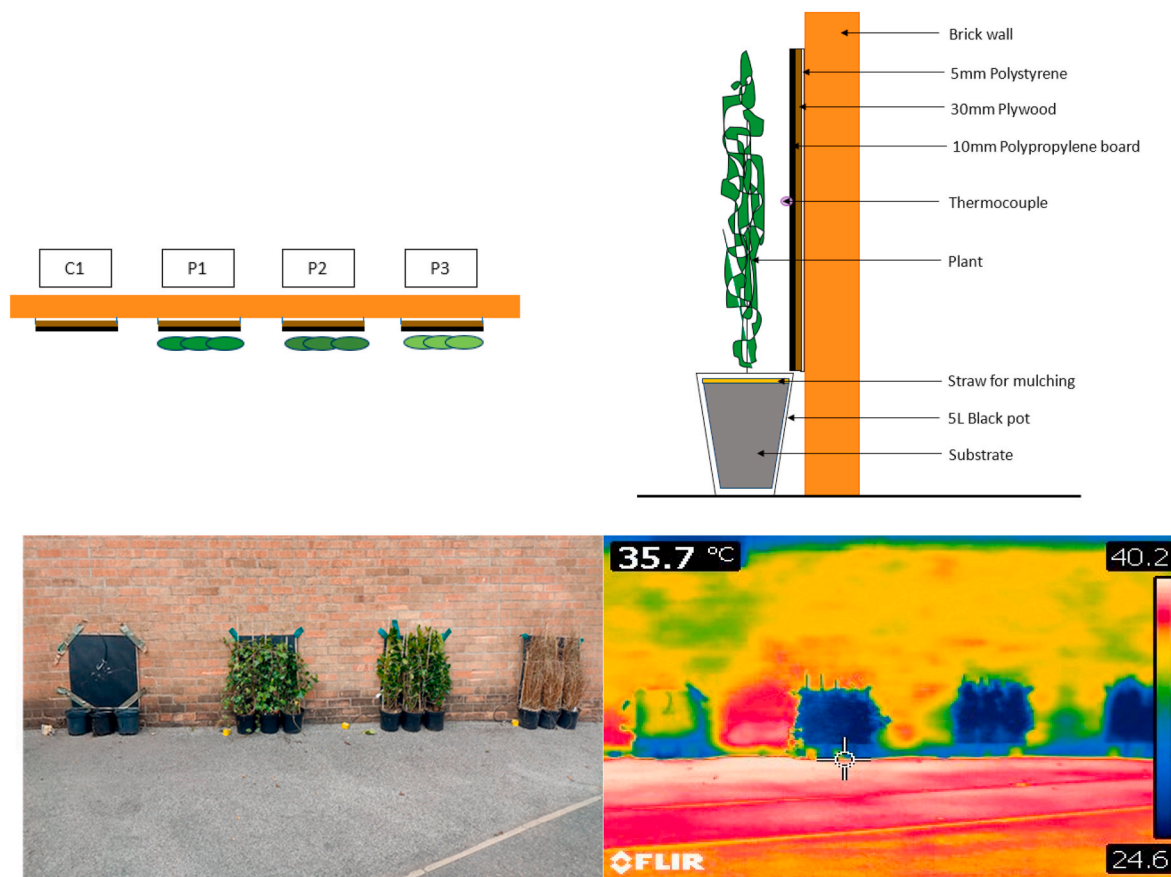 C1
P1
P2
P3
Brick wall
5mm Polystyrene
30mm Plywood
10mm Polypropylene board
Thermocouple
Plant
Straw for mulching
5L Black pot
Substrate
35.7 °C
40.2
24.6
FLIR